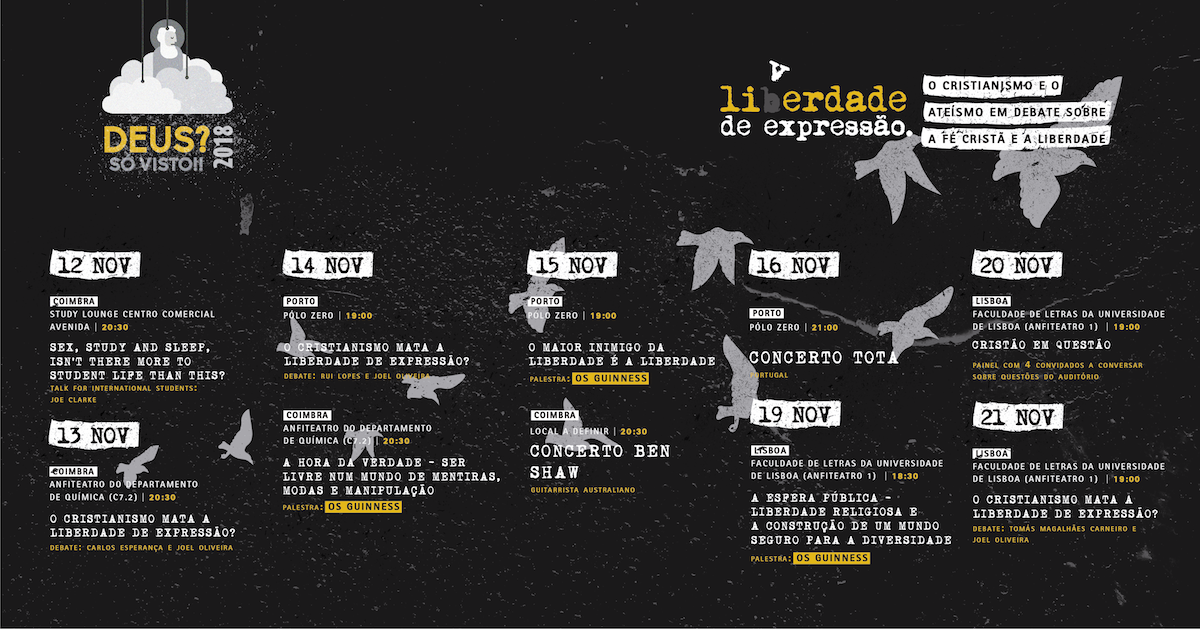 DEUS?
SÓ VISTO!!
2018
v
liberdade
de expressão.
O CRISTIANISMO E O
ATEÍSMO EM DEBATE SOBRE
A FÉ CRISTÃ E A LIBERDADE
12 NOV
COIMBRA
STUDY LOUNGE CENTRO COMERCIAL
AVENIDA | 20:30
SEX, STUDY AND SLEEP,
ISN'T THERE MORE TO
STUDENT LIFE THAN THIS?
TALK FOR INTERNATIONAL STUDENTS:
JOE CLARKE
13 NOV
COIMBRA
ANFITEATRO DO DEPARTAMENTO
DE QUÍMICA (C7.2) | 20:30
O CRISTIANISMO MATA A
LIBERDADE DE EXPRESSÃO?
DEBATE: CARLOS ESPERANÇA E JOEL OLIVEIRA
14 NOV
PORTO
PÓLO ZERO | 19:00
O CRISTIANISMO MATA A
LIBERDADE DE EXPRESSÃO?
DEBATE: RUI LOPES E JOEL OLIVEIRA
COIMBRA
ANFITEATRO DO DEPARTAMENTO
DE QUÍMICA (C7.2) | 20:30
A HORA DA VERDADE - SER
LIVRE NUM MUNDO DE MENTIRAS,
MODAS E MANIPULAÇÃO
PALESTRA: OS GUINNESS
15 NOV
PORTO
PÓLO ZERO | 19:00
O MAIOR INIMIGO DA
LIBERDADE É A LIBERDADE
PALESTRA: OS GUINNESS
COIMBRA
LOCAL A DEFINIR | 20:30
CONCERTO BEN
SHAW
GUITARRISTA AUSTRALIANO
16 NOV
PORTO
PÓLO ZERO | 21:00
CONCERTO TOTA
PORTUGAL
19 NOV
LISBOA
FACULDADE DE LETRAS DA UNIVERSIDADE
DE LISBOA (ANFITEATRO 1) | 18:30
A ESFERA PÚBLICA -
LIBERDADE RELIGIOSA E
A CONSTRUÇÃO DE UM MUNDO
SEGURO PARA A DIVERSIDADE
PALESTRA: OS GUINNESS
20 NOV
LISBOA
FACULDADE DE LETRAS DA UNIVERSIDADE
DE LISBOA (ANFITEATRO 1) | 19:00
CRISTÃO EM QUESTÃO
PAINEL COM 4 CONVIDADOS A CONVERSAR
SOBRE QUESTÕES DO AUDITÓRIO
21 NOV
LISBOA
FACULDADE DE LETRAS DA UNIVERSIDADE
DE LISBOA (ANFITEATRO 1) | 19:00
O CRISTIANISMO MATA A
LIBERDADE DE EXPRESSÃO?
DEBATE: TOMÁS MAGALHÃES CARNEIRO E
JOEL OLIVEIRA